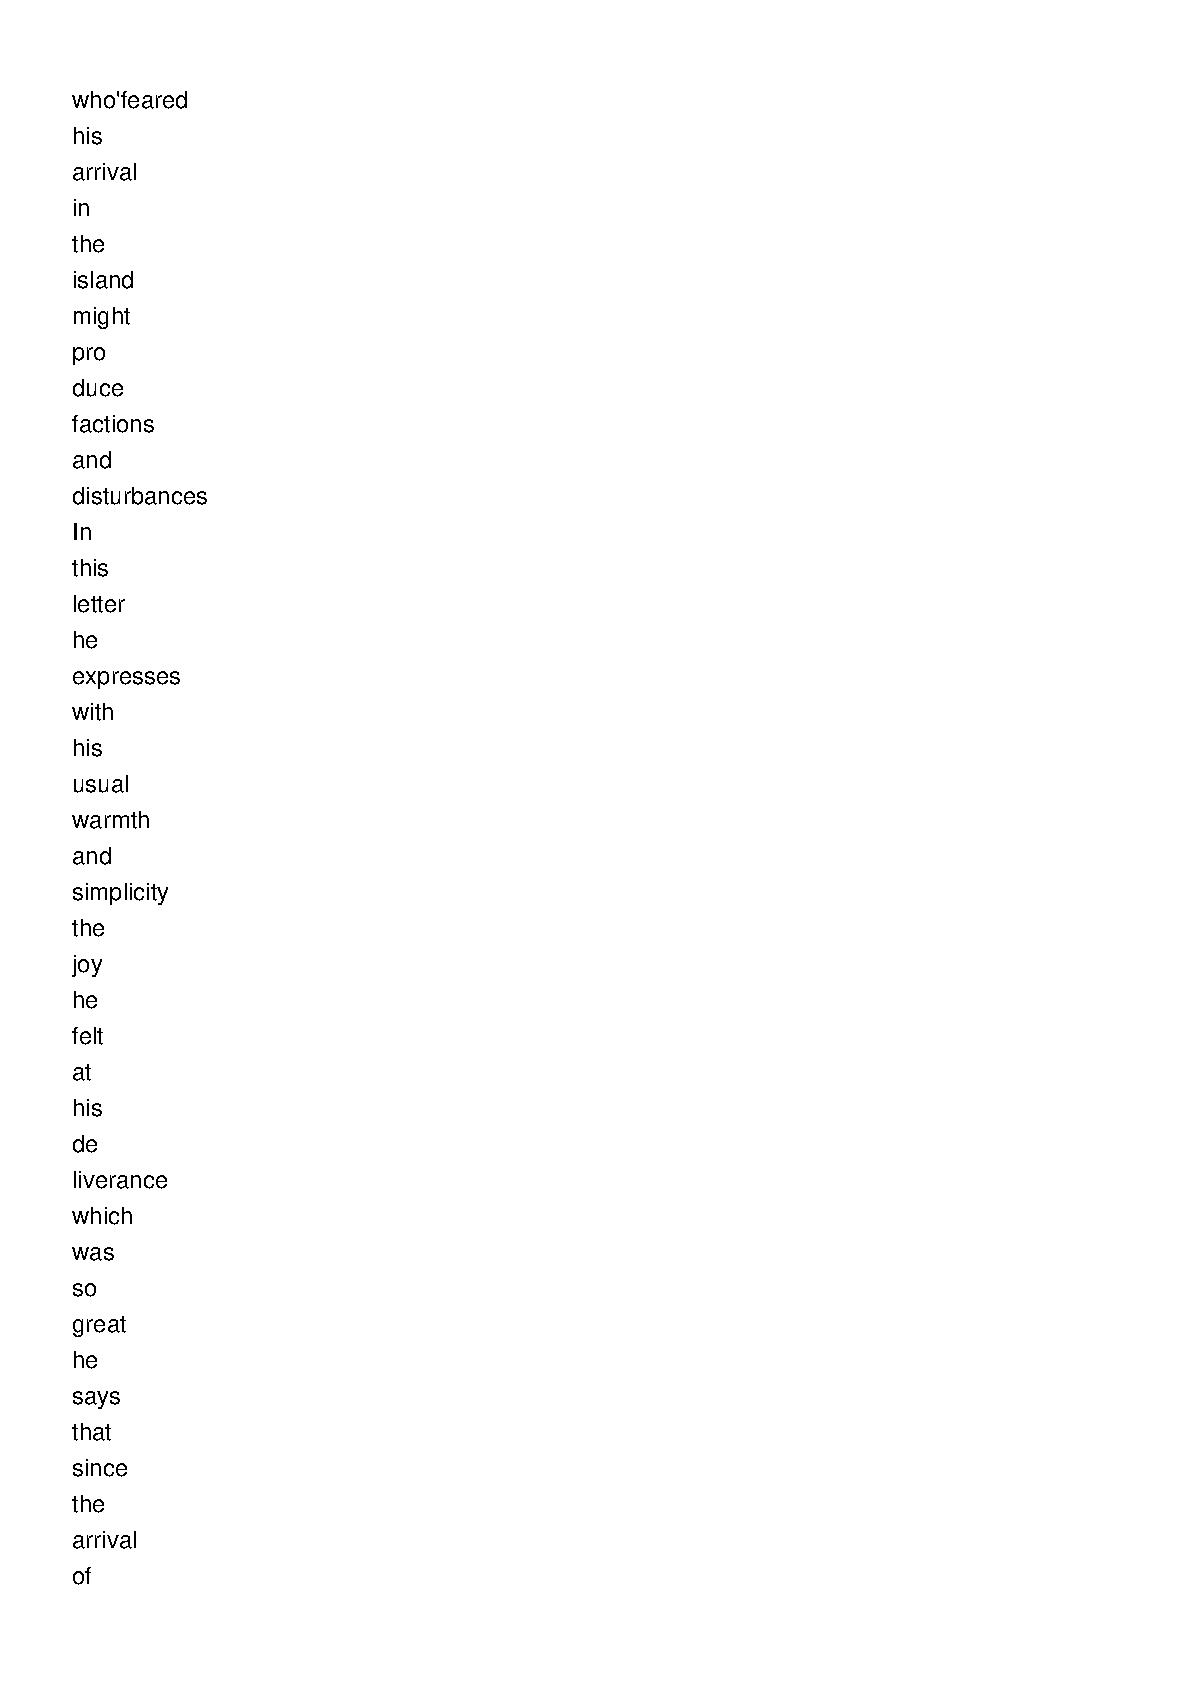 who'feared
his
arrival
in
the
island
might
pro
duce
factions
and
disturbances
In
this
letter
he
expresses
with
his
usual
warmth
and
simplicity
the
joy
he
felt
at
his
de
liverance
which
was
so
great
he
says
that
since
the
arrival
of